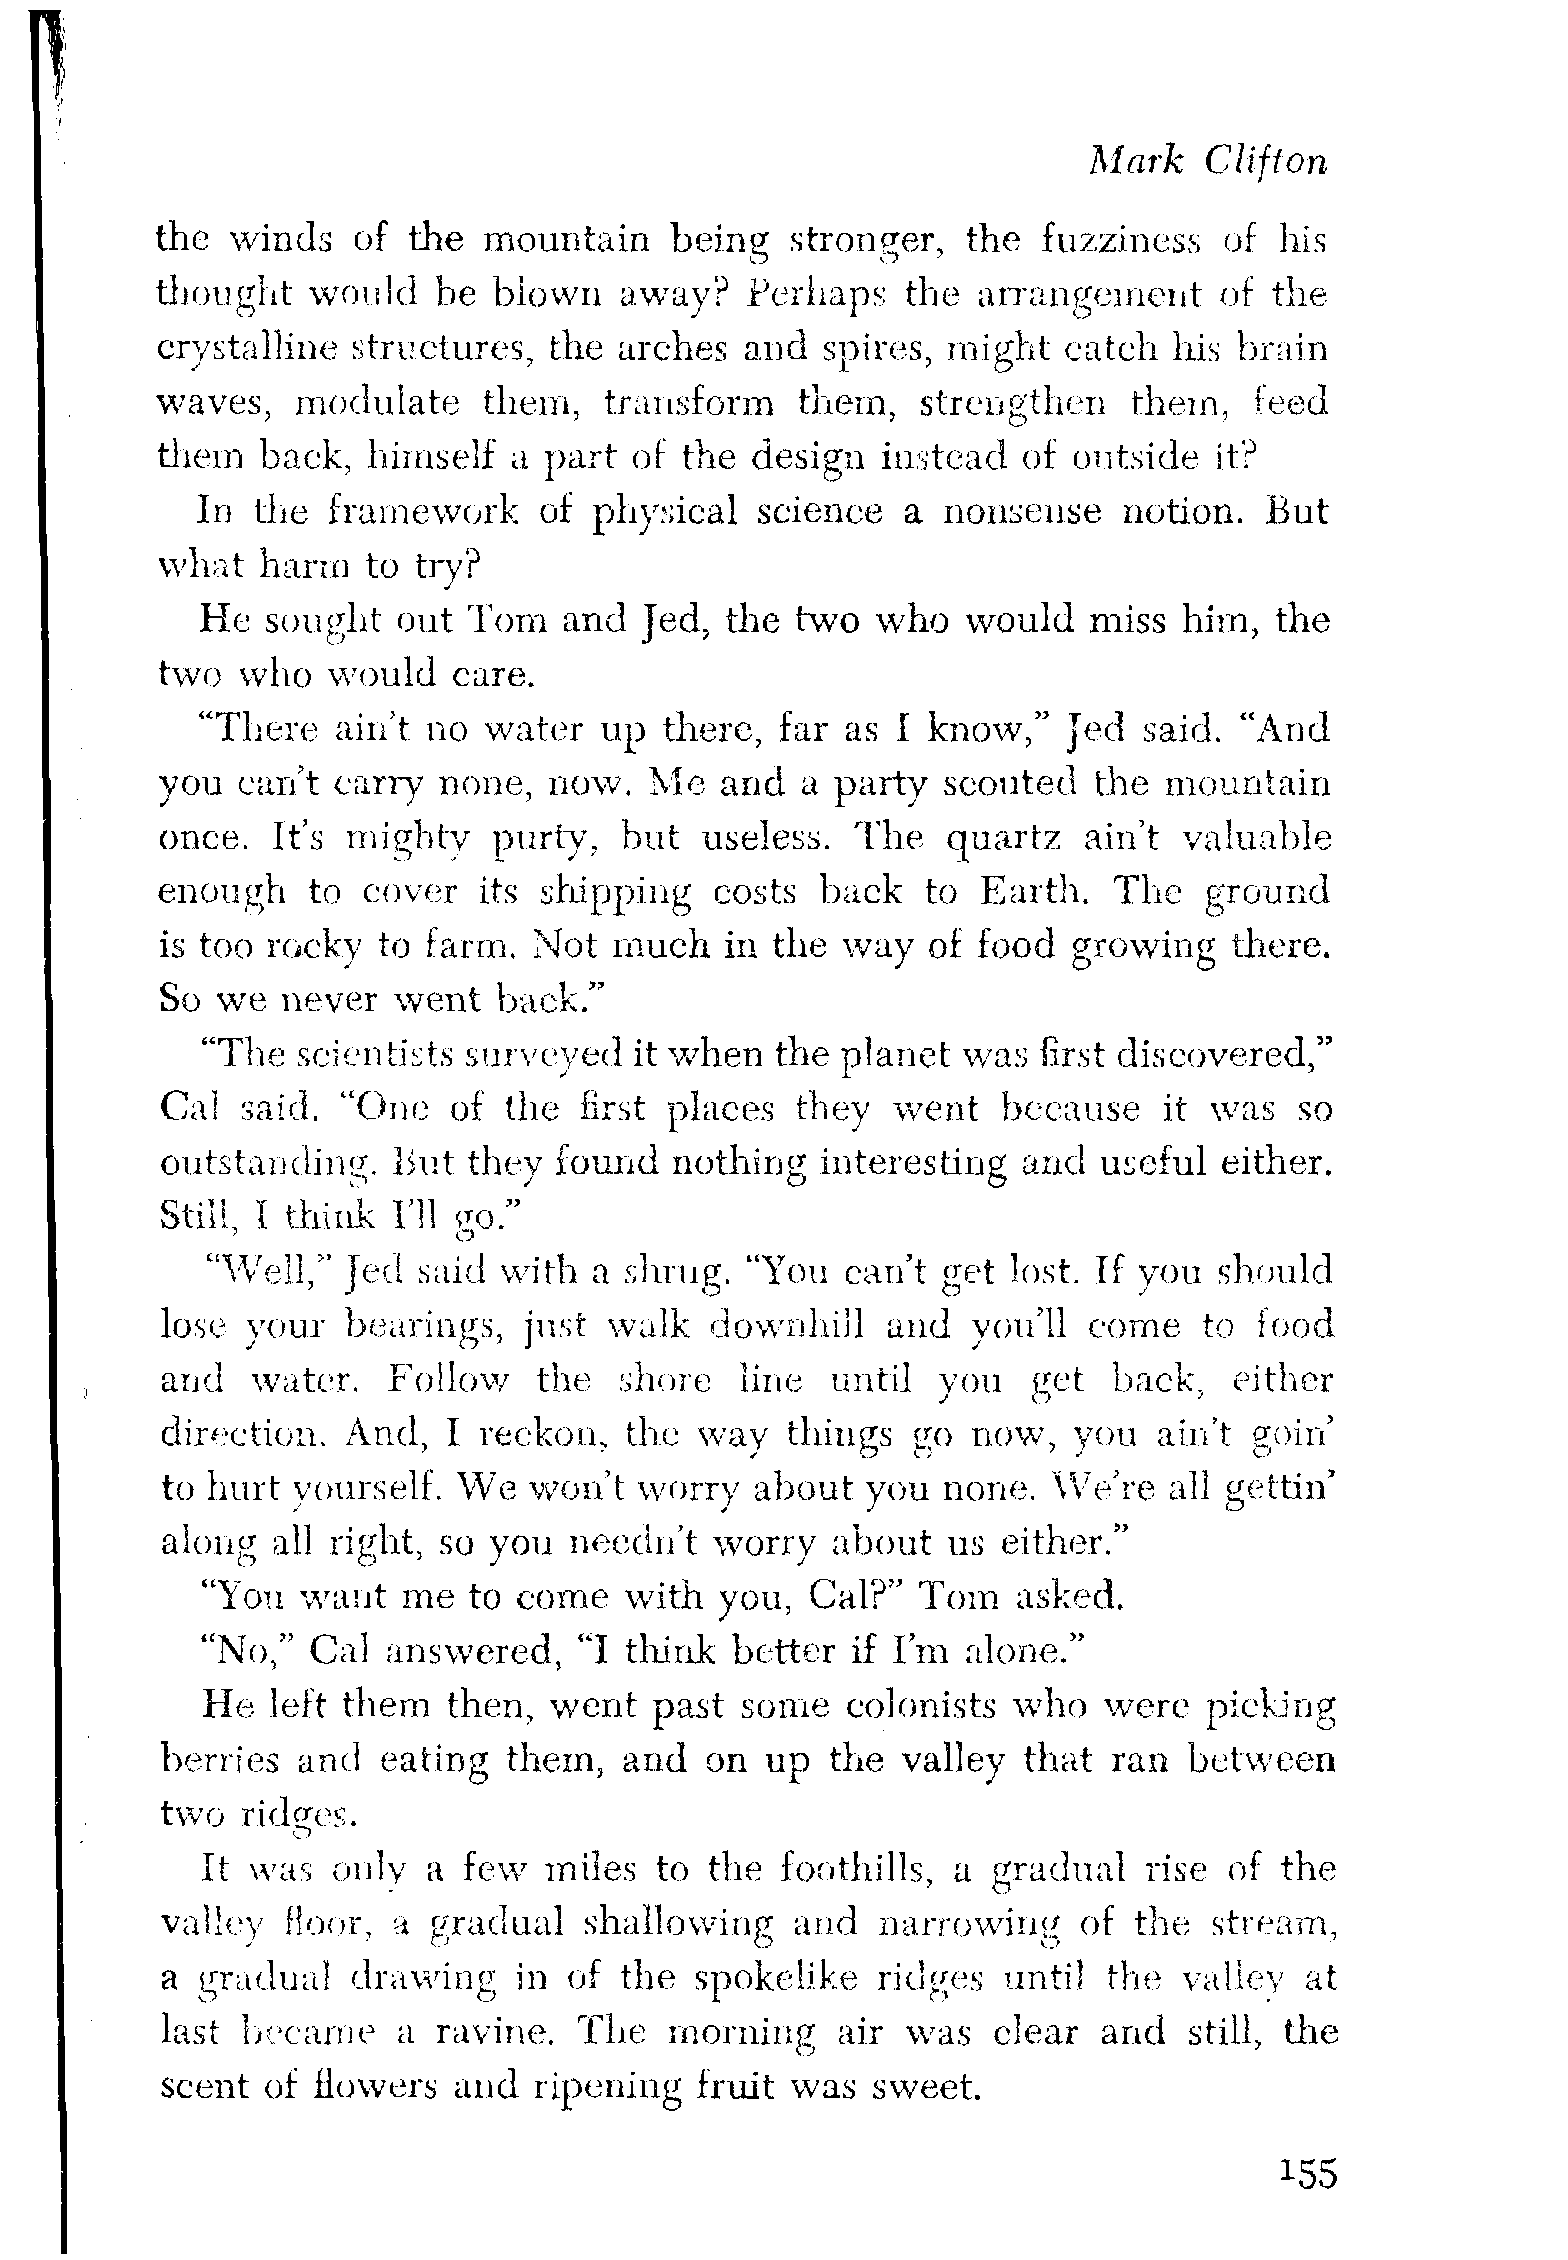 Mark Clifton
the winds of the mountain being stronger, the fuzziness of his
thought would be blown away? Perhaps the arrangement of the
crystalline structures, the arches and spires, might catch his brain
waves, modulate them, transform them, strengthen them, feed
them back, himself a part of the design instead of outside it?
In the framework of physical science a nonsense notion. But
what harm to try?
He sought out Tom and Jed, the two who would miss him, the
two who would care.
“There ain’t no water up there, far as I know,” Jed said. “And
you can’t carry none, now. Me and a party scouted the mountain
once. It’s mighty purty, but useless. The quartz ain’t valuable
enough to cover its shipping costs back to Earth. The ground
is too rocky to farm. Not much in the way of food growing there.
So we never went back.”
“The scientists surveyed it when the planet was first discovered,”
Cal said. “One of the first places they went because it was so
outstanding. But they found nothing interesting and useful either.
Still, I think I’ll go.”
“Well,” Jed said with a shrug. “You can’t get lost. If you should
lose your bearings, just walk downhill and you’ll come to food
and water. Follow the shore line until you get back, either
direction. And, I reckon, the way things go now, you ain’t goin’
to hurt yourself. We won’t worry about you none. We’re all gettin’
along all right, so you needn’t worry about us either.”
“You want me to come with you, Cal?” Tom asked.
“No,” Cal answered, “I think better if I’m alone.”
He left them then, went past some colonists who were picking
berries and eating them, and on up the valley that ran between
two ridges.
It was only a few miles to the foothills, a gradual rise of the
valley floor, a gradual shallowing and narrowing of the stream,
a gradual drawing in of the spokelike ridges until the valley at
last became a ravine. The morning air was clear and still, the
scent of flowers and ripening fruit was sweet.
155